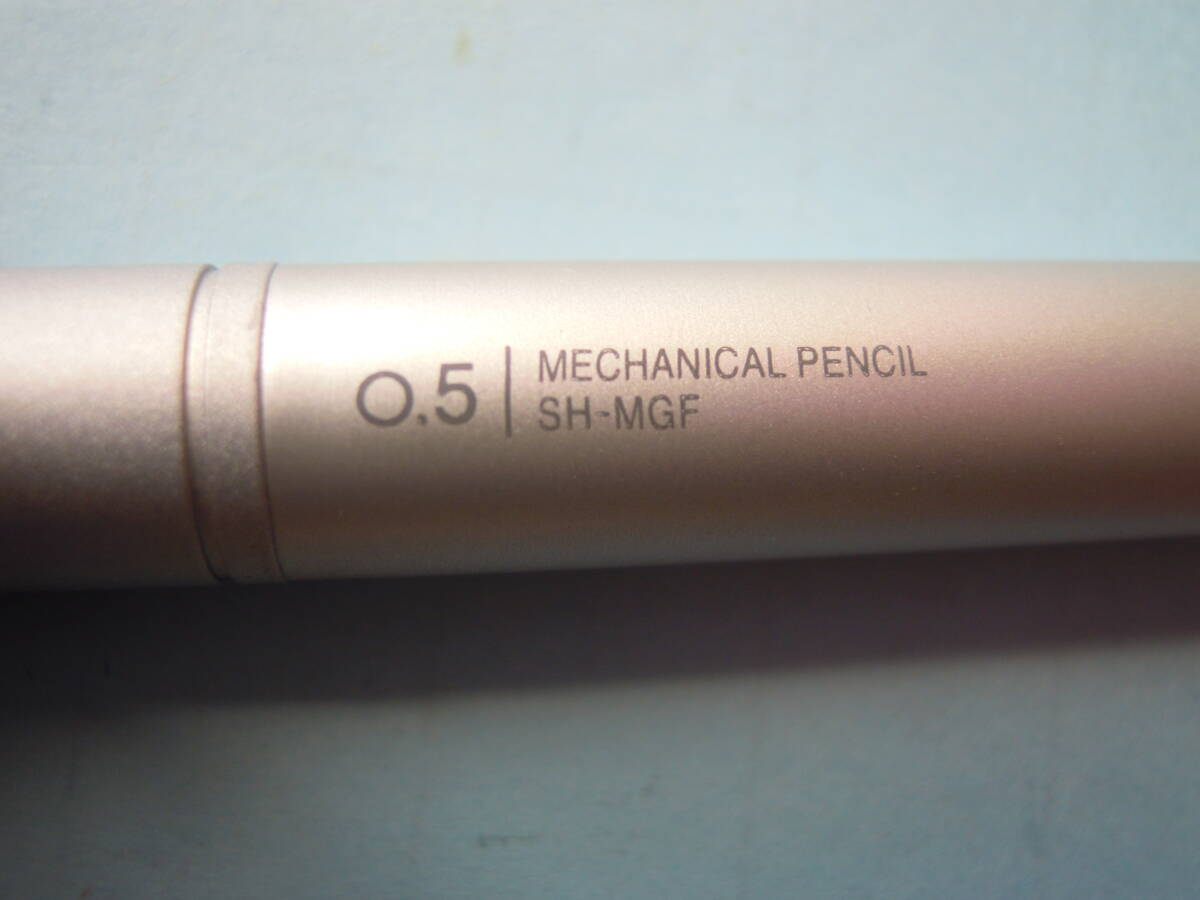 0.5 | MECHANICAL PENCIL
SH-MGF